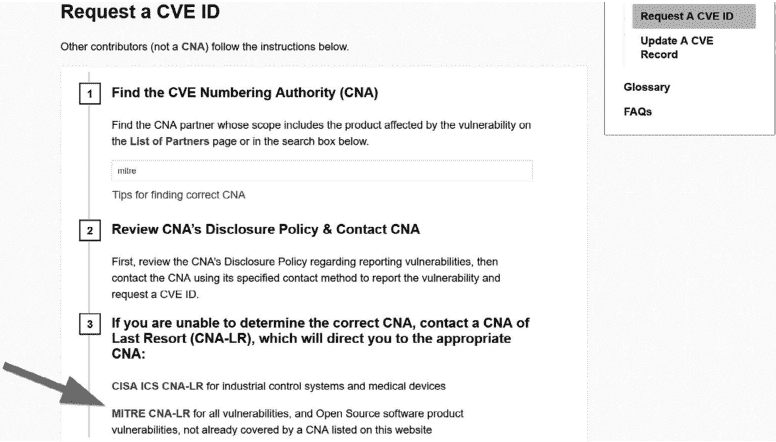 Request a CVE ID
Other contributors (not a CNA) follow the instructions below.
1
Find the CVE Numbering Authority (CNA)
Find the CNA partner whose scope includes the product affected by the vulnerability on
the List of Partners page or in the search box below.
mitre
Tips for finding correct CNA
2
Review CNA's Disclosure Policy & Contact CNA
First, review the CNA's Disclosure Policy regarding reporting vulnerabilities, then
contact the CNA using its specified contact method to report the vulnerability and
request a CVE ID.
3
If you are unable to determine the correct CNA, contact a CNA of
Last Resort (CNA-LR), which will direct you to the appropriate
CNA:
CISA ICS CNA-LR for industrial control systems and medical devices
MITRE CNA-LR for all vulnerabilities, and Open Source software product
vulnerabilities, not already covered by a CNA listed on this website
Request A CVE ID
Update A CVE
Record
Glossary
FAQs